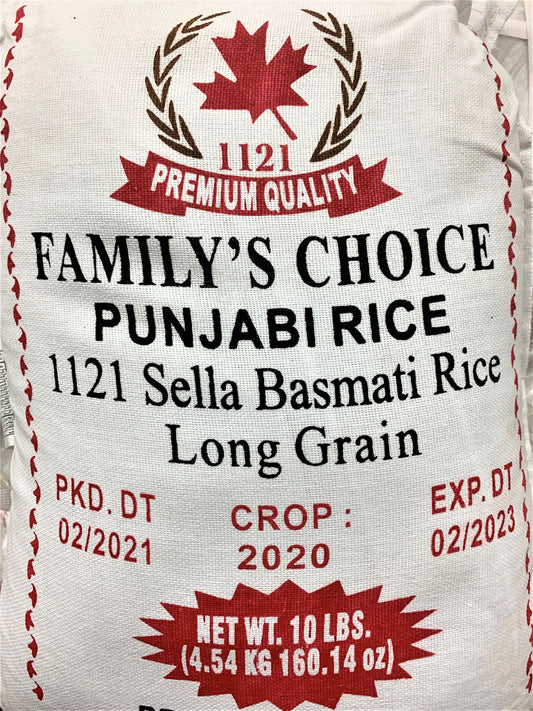 1121
PREMIUM QUALITY
FAMILY'S CHOICE
PUNJABI RICE
1121 Sella Basmati Rice
Long Grain
PKD. DT
02/2021
CROP :
2020
EXP. DT
02/2023
NET WT. 10 LBS.
(4.54 KG 160.14 oz)